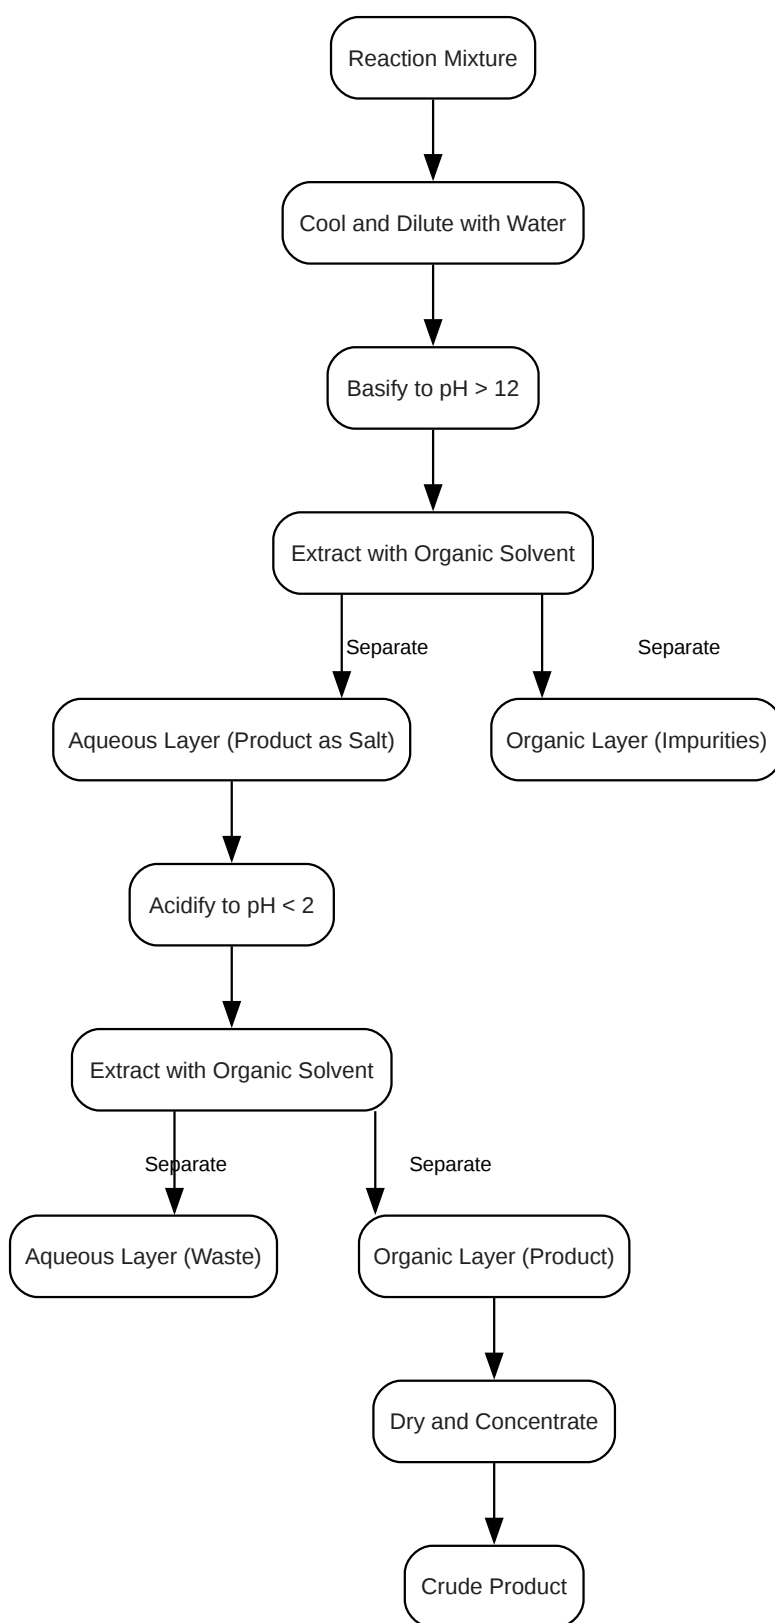 Reaction Mixture
Cool and Dilute with Water
Basify to pH > 12
Extract with Organic Solvent
Separate
Separate
Aqueous Layer (Product as Salt)
Organic Layer (Impurities)
Acidify to pH < 2
Extract with Organic Solvent
Separate
Separate
Aqueous Layer (Waste)
Organic Layer (Product)
Dry and Concentrate
Crude Product